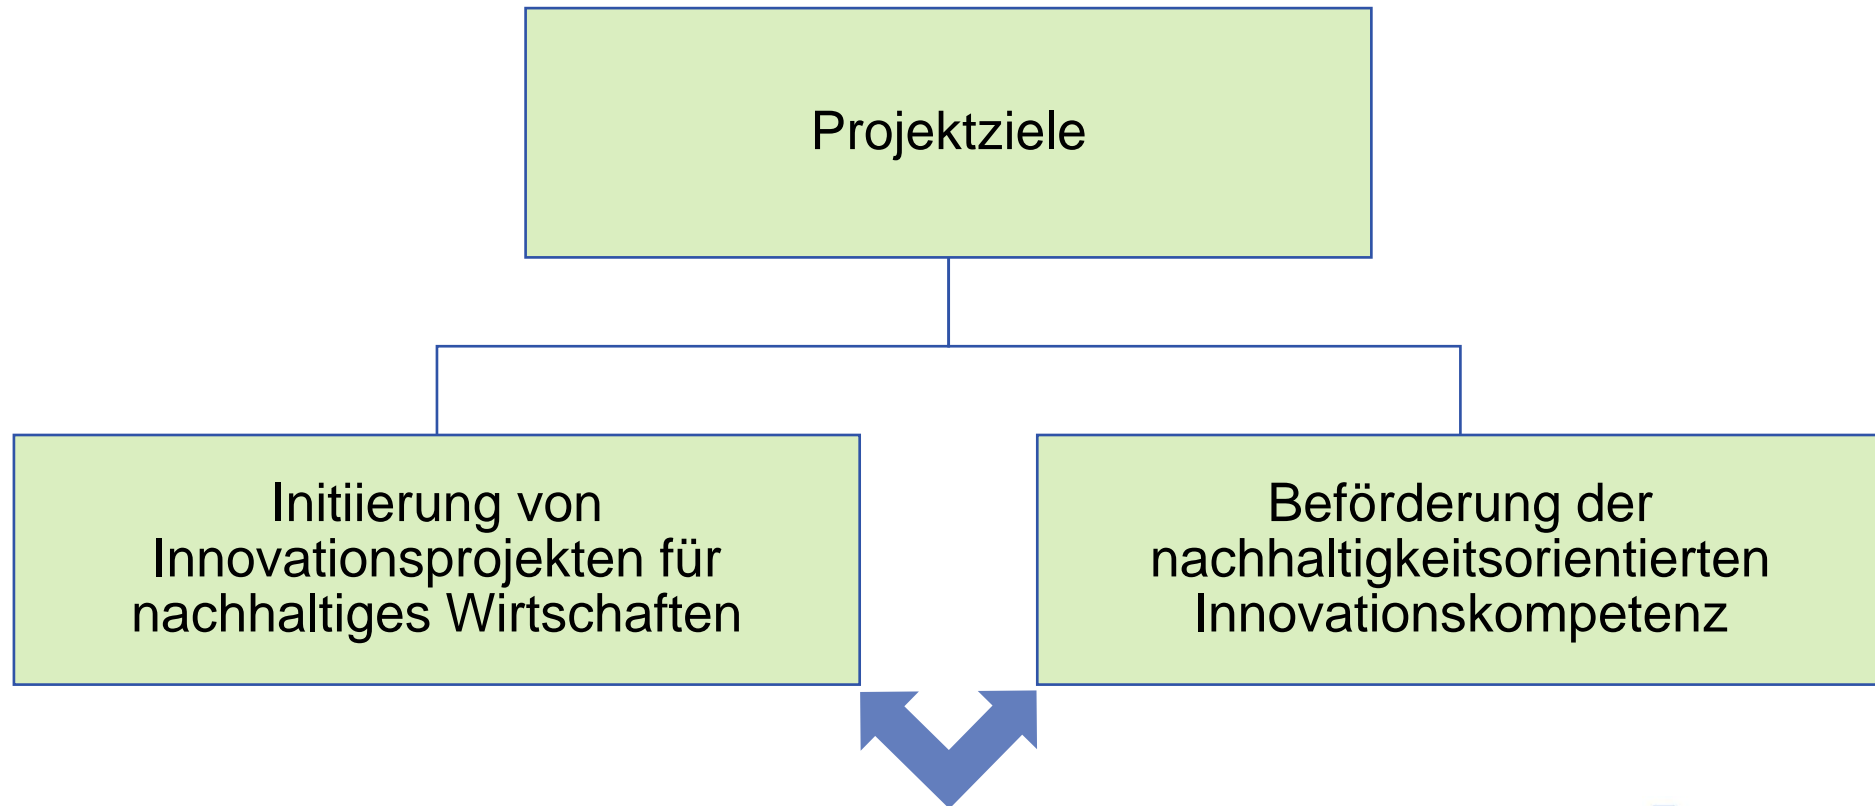 Projektziele
Initiierung von
Innovationsprojekten für
nachhaltiges Wirtschaften
Beförderung der
nachhaltigkeitsorientierten
Innovationskompetenz